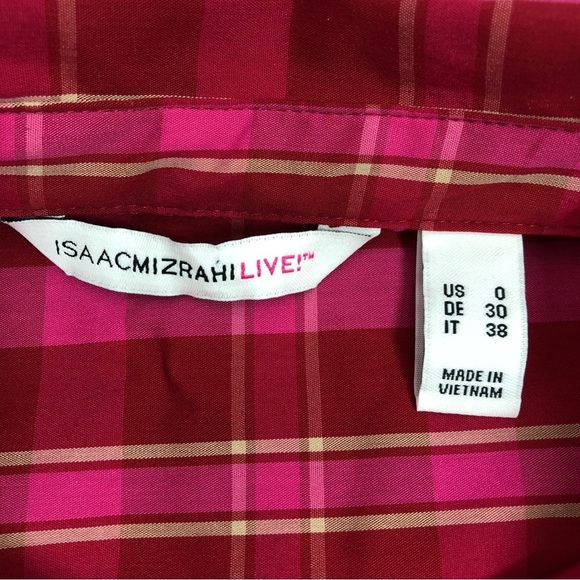 ISAACMIZRAHILIVE!™
US 0
DE 30
IT 38
MADE IN
VIETNAM